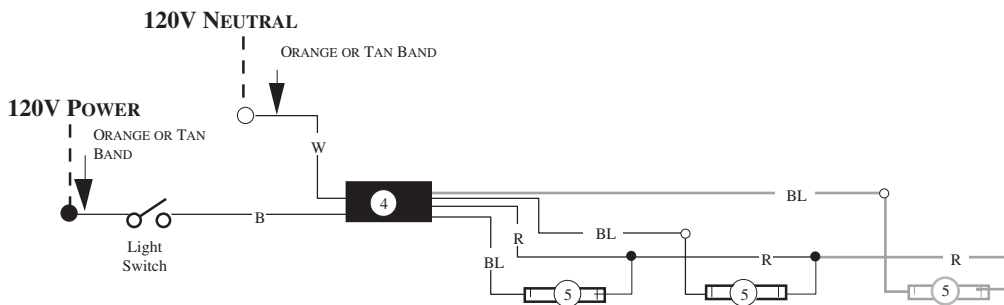 120V NEUTRAL
ORANGE OR TAN BAND
120V POWER
ORANGE OR TAN
BAND
W
4
BL
B
R
BL
R
R
BL
Light
Switch
5
5
5